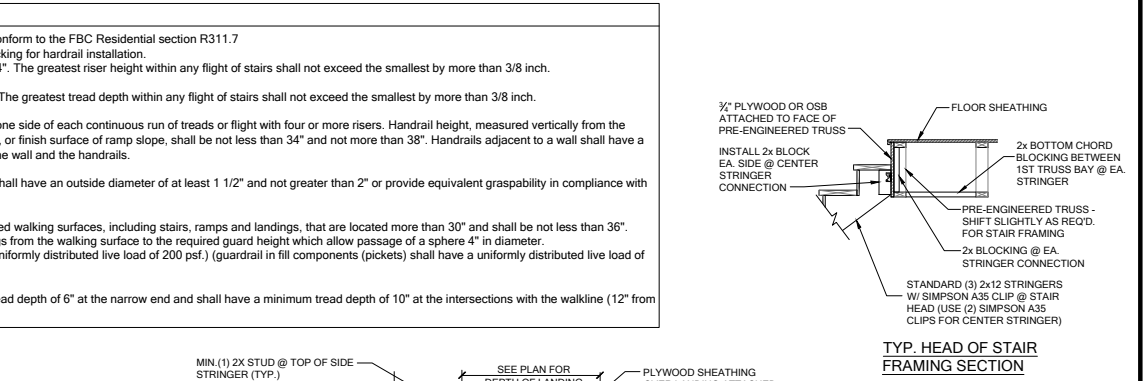 onform to the FBC Residential section R311.7
cking for hardrail installation.
4". The greatest riser height within any flight of stairs shall not exceed the smallest by more than 3/8 inch.
The greatest tread depth within any flight of stairs shall not exceed the smallest by more than 3/8 inch.
one side of each continuous run of treads or flight with four or more risers. Handrail height, measured vertically from the
, or finish surface of ramp slope, shall be not less than 34" and not more than 38". Handrails adjacent to a wall shall have a
he wall and the handrails.
hall have an outside diameter of at least 1 1/2" and not greater than 2" or provide equivalent graspability in compliance with
ed walking surfaces, including stairs, ramps and landings, that are located more than 30" and shall be not less than 36".
gs from the walking surface to the required guard height which allow passage of a sphere 4" in diameter.
niformly distributed live load of 200 psf.) (guardrail in fill components (pickets) shall have a uniformly distributed live load of
ead depth of 6" at the narrow end and shall have a minimum tread depth of 10" at the intersections with the walkline (12" from
¾" PLYWOOD OR OSB
ATTACHED TO FACE OF
PRE-ENGINEERED TRUSS
INSTALL 2x BLOCK
EA. SIDE @ CENTER
STRINGER
CONNECTION
FLOOR SHEATHING
2x BOTTOM CHORD
BLOCKING BETWEEN
1ST TRUSS BAY @ EA.
STRINGER
PRE-ENGINEERED TRUSS -
SHIFT SLIGHTLY AS REQ'D.
FOR STAIR FRAMING
2x BLOCKING @ EA.
STRINGER CONNECTION
STANDARD (3) 2x12 STRINGERS
W/ SIMPSON A35 CLIP @ STAIR
HEAD (USE (2) SIMPSON A35
CLIPS FOR CENTER STRINGER)
TYP. HEAD OF STAIR
FRAMING SECTION
MIN.(1) 2X STUD @ TOP OF SIDE
STRINGER (TYP.)
SEE PLAN FOR
DEPTH OF LANDING
PLYWOOD SHEATHING
OVER LANDING ATTACHED